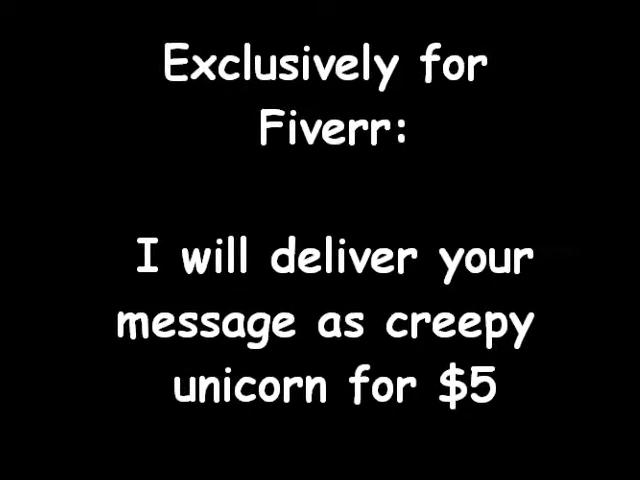 Exclusively for
Fiverr:
I will deliver your
message as creepy
unicorn for $5